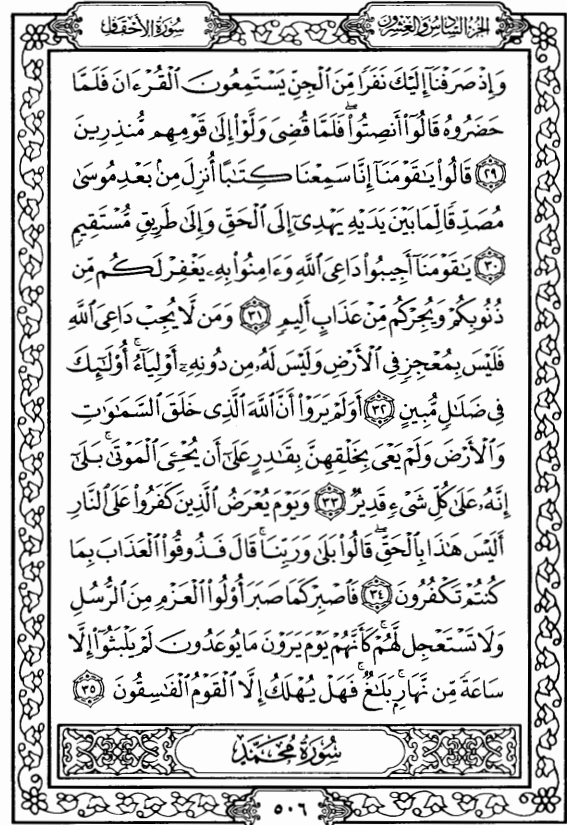 الجزء السادس والعشرون
سورة الأحقاف
وَإِذْ صَرَفْنَآ إِلَيْكَ نَفَرًا مِّنَ ٱلْجِنِّ يَسْتَمِعُونَ ٱلْقُرْءَانَ فَلَمَّا
حَضَرُوهُ قَالُوٓا۟ أَنصِتُوا۟ ۖ فَلَمَّا قُضِىَ وَلَّوْا۟ إِلَىٰ قَوْمِهِم مُّنذِرِينَ
٢٩ قَالُوا۟ يَـٰقَوْمَنَآ إِنَّا سَمِعْنَا كِتَـٰبًا أُنزِلَ مِنۢ بَعْدِ مُوسَىٰ
مُصَدِّقًا لِّمَا بَيْنَ يَدَيْهِ يَهْدِىٓ إِلَى ٱلْحَقِّ وَإِلَىٰ طَرِيقٍ مُّسْتَقِيمٍ
٣٠ يَـٰقَوْمَنَآ أَجِيبُوا۟ دَاعِىَ ٱللَّهِ وَءَامِنُوا۟ بِهِۦ يَغْفِرْ لَكُم مِّن
ذُنُوبِكُمْ وَيُجِرْكُم مِّنْ عَذَابٍ أَلِيمٍ ٣١ وَمَن لَّا يُجِبْ دَاعِىَ ٱللَّهِ
فَلَيْسَ بِمُعْجِزٍ فِى ٱلْأَرْضِ وَلَيْسَ لَهُۥ مِن دُونِهِۦٓ أَوْلِيَآءُ ۚ أُو۟لَـٰٓئِكَ
فِى ضَلَـٰلٍ مُّبِينٍ ٣٢ أَوَلَمْ يَرَوْا۟ أَنَّ ٱللَّهَ ٱلَّذِى خَلَقَ ٱلسَّمَـٰوَٰتِ
وَٱلْأَرْضَ وَلَمْ يَعْىَ بِخَلْقِهِنَّ بِقَـٰدِرٍ عَلَىٰٓ أَن يُحْـِۧىَ ٱلْمَوْتَىٰ ۚ بَلَىٰٓ
إِنَّهُۥ عَلَىٰ كُلِّ شَىْءٍ قَدِيرٌ ٣٣ وَيَوْمَ يُعْرَضُ ٱلَّذِينَ كَفَرُوا۟ عَلَى ٱلنَّارِ
أَلَيْسَ هَـٰذَا بِٱلْحَقِّ ۖ قَالُوا۟ بَلَىٰ وَرَبِّنَا ۚ قَالَ فَذُوقُوا۟ ٱلْعَذَابَ بِمَا
كُنتُمْ تَكْفُرُونَ ٣٤ فَٱصْبِرْ كَمَا صَبَرَ أُو۟لُوا۟ ٱلْعَزْمِ مِنَ ٱلرُّسُلِ
وَلَا تَسْتَعْجِل لَّهُمْ ۚ كَأَنَّهُمْ يَوْمَ يَرَوْنَ مَا يُوعَدُونَ لَمْ يَلْبَثُوٓا۟ إِلَّا
سَاعَةً مِّن نَّهَارٍۭ ۚ بَلَـٰغٌ ۚ فَهَلْ يُهْلَكُ إِلَّا ٱلْقَوْمُ ٱلْفَـٰسِقُونَ ٣٥
سُورَةُ مُحَمَّدٍ
٥٠٦